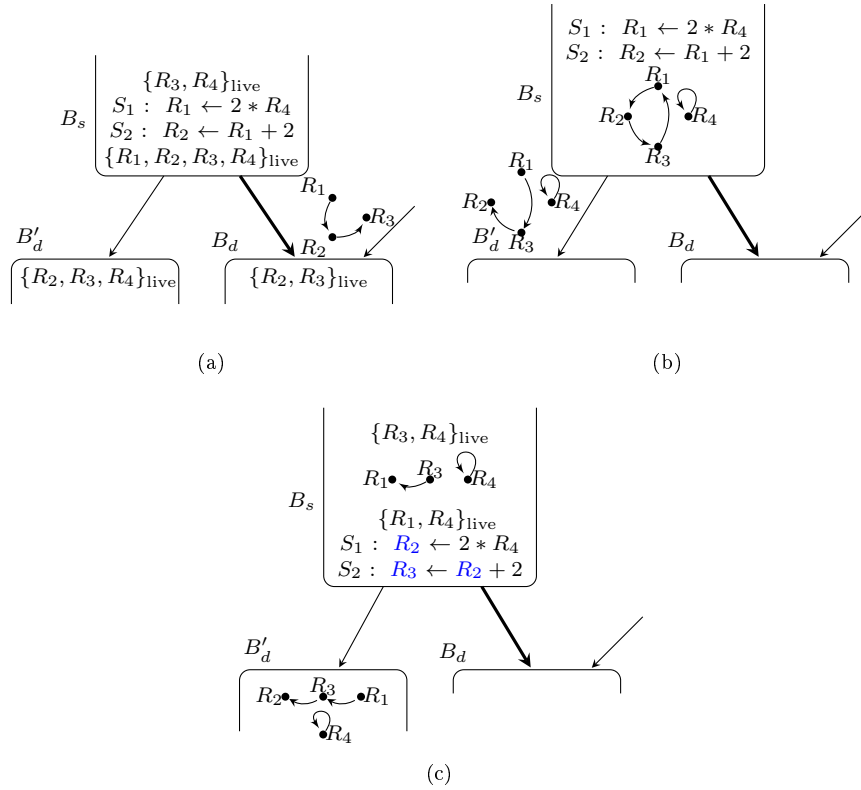 {R3, R4}live
S1 : R1 ← 2 ∗ R4
S2 : R2 ← R1 + 2
{R1, R2, R3, R4}live
Bs
R1
R3
R2
B′d
Bd
{R2, R3, R4}live
{R2, R3}live
(a)
S1 : R1 ← 2 ∗ R4
S2 : R2 ← R1 + 2
R1
Bs
R2
R4
R3
R1
R2
R4
B′d
R3
Bd
(b)
{R3, R4}live
R1
R3
R4
Bs
{R1, R4}live
S1 : R2 ← 2 ∗ R4
S2 : R3 ← R2 + 2
B′d
Bd
R2
R3
R1
R4
(c)